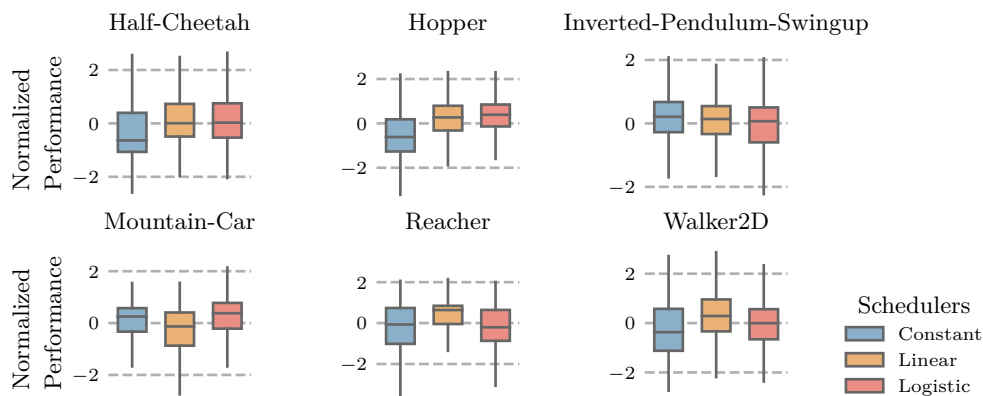 Half-Cheetah
Hopper
Inverted-Pendulum-Swingup
Normalized
Performance
2
0
−2
2
0
−2
2
0
−2
Mountain-Car
Reacher
Walker2D
Normalized
Performance
2
0
−2
2
0
−2
2
0
−2
Schedulers
Constant
Linear
Logistic